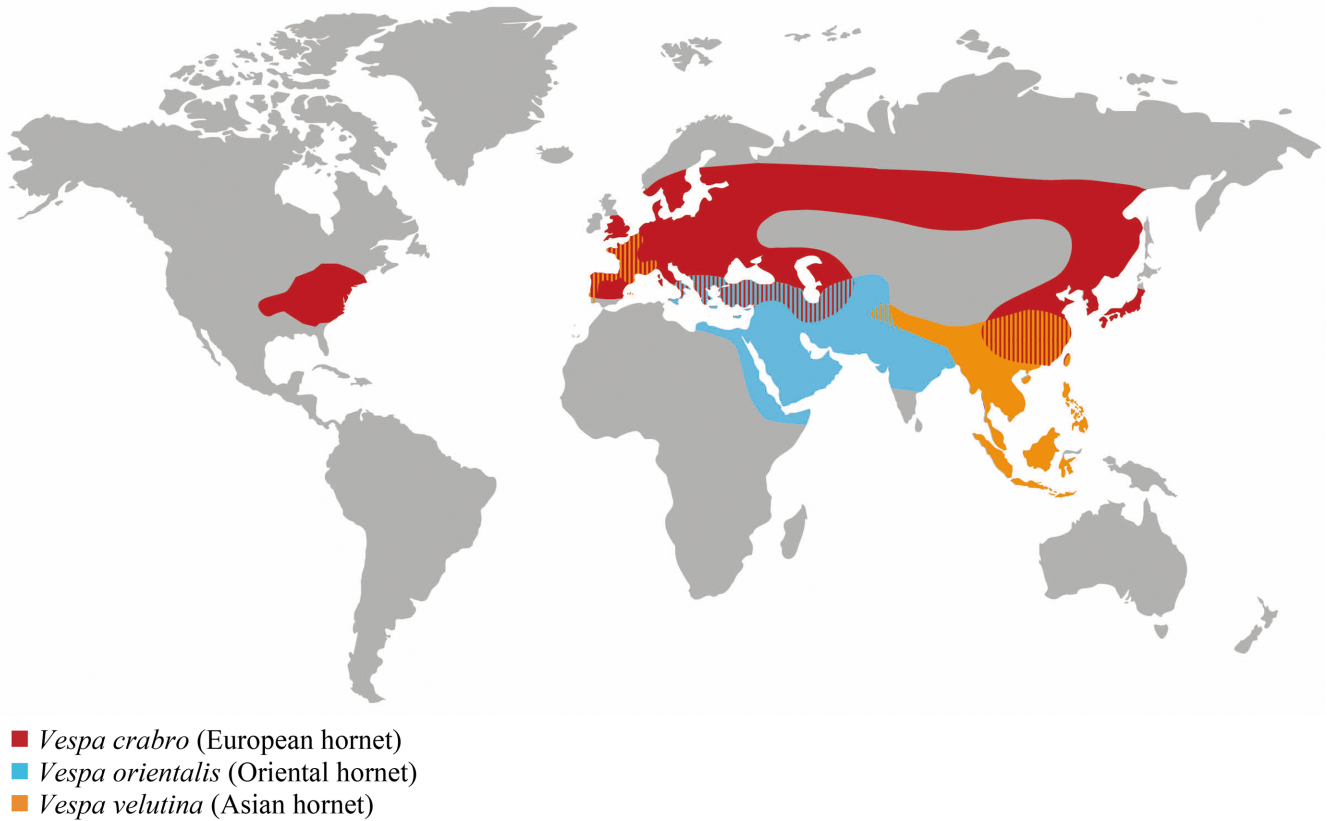 Vespa crabro (European hornet)
Vespa orientalis (Oriental hornet)
Vespa velutina (Asian hornet)